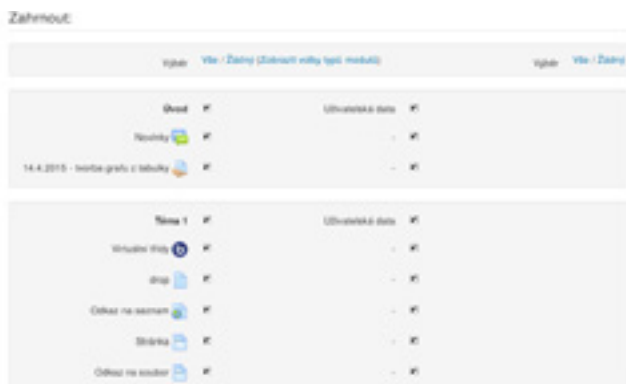 Zahrnout:
Výběr Vše / Žádný (Zobrazit volby typů modulů) Výběr Vše / Žádný
Úvod Uživatelská data
Novinky -
14.4.2015 - tvorba grafu z tabulky -
Téma 1 Uživatelská data
Virtuální třídy -
drop -
Odkaz na seznam -
Stránka -
Odkaz na soubor -